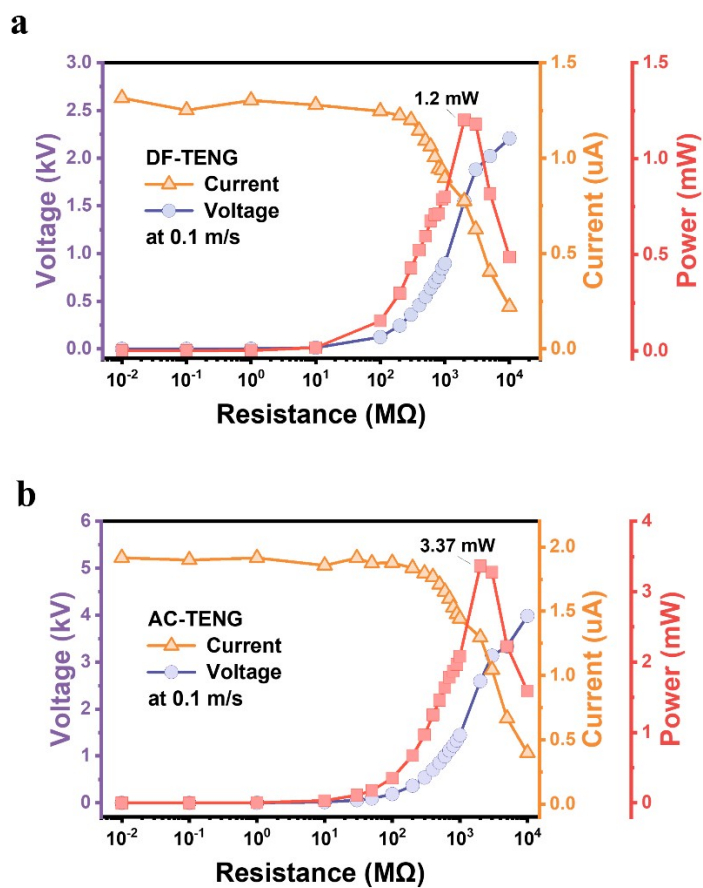 a
3.0
2.5
2.0
1.5
1.0
0.5
0.0
Voltage (kV)
DF-TENG
Current
Voltage
at 0.1 m/s
1.2 mW
1.5
1.0
0.5
0.0
Current (uA)
1.5
1.2
0.9
0.6
0.3
0.0
Power (mW)
10⁻² 10⁻¹ 10⁰ 10¹ 10² 10³ 10⁴
Resistance (MΩ)
b
6
5
4
3
2
1
0
Voltage (kV)
AC-TENG
Current
Voltage
at 0.1 m/s
3.37 mW
2.0
1.5
1.0
0.5
0.0
Current (uA)
4
3
2
1
0
Power (mW)
10⁻² 10⁻¹ 10⁰ 10¹ 10² 10³ 10⁴
Resistance (MΩ)